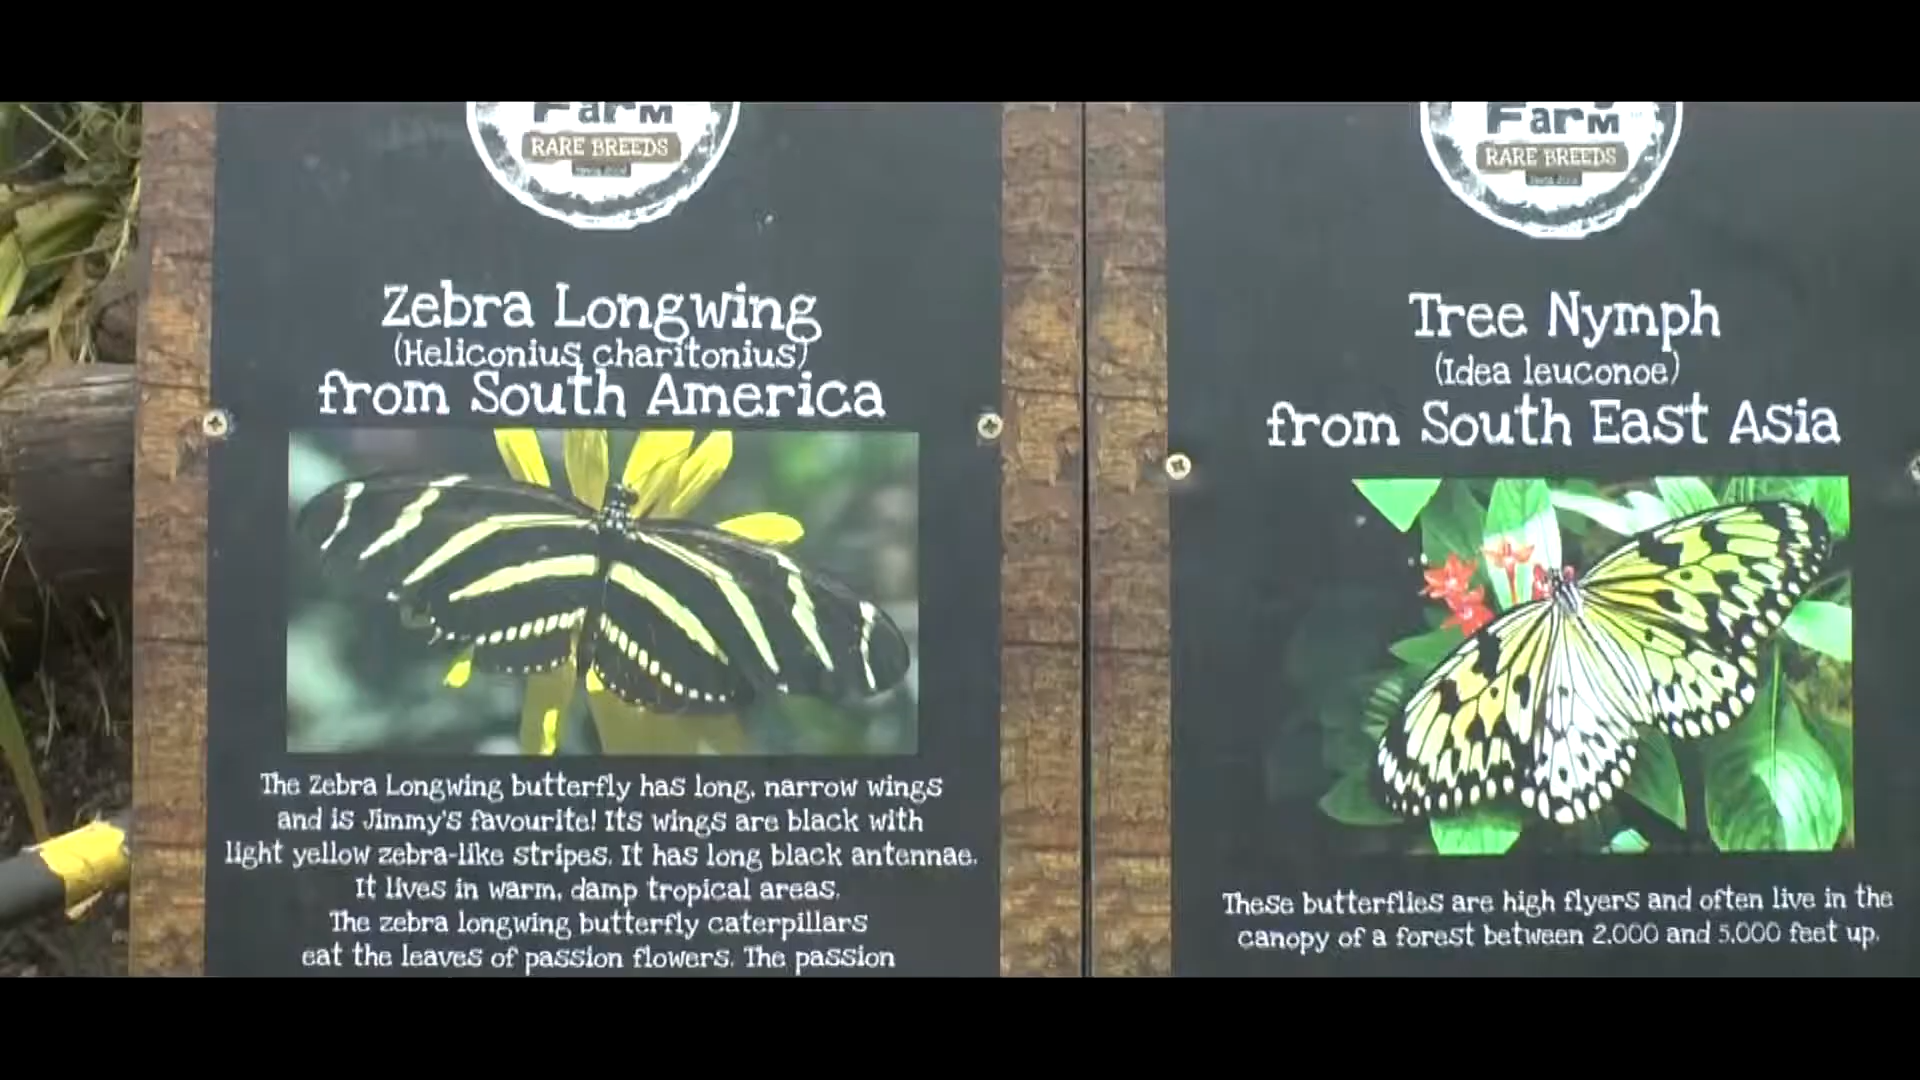 Farm
RARE BREEDS
Zebra Longwing
(Heliconius charitonius)
from South America
The Zebra Longwing butterfly has long, narrow wings
and is Jimmy's favourite! Its wings are black with
light yellow zebra-like stripes. It has long black antennae.
It lives in warm, damp tropical areas.
The zebra longwing butterfly caterpillars
eat the leaves of passion flowers. The passion
Farm
RARE BREEDS
Tree Nymph
(Idea leuconoe)
from South East Asia
These butterflies are high flyers and often live in the
canopy of a forest between 2,000 and 5,000 feet up.